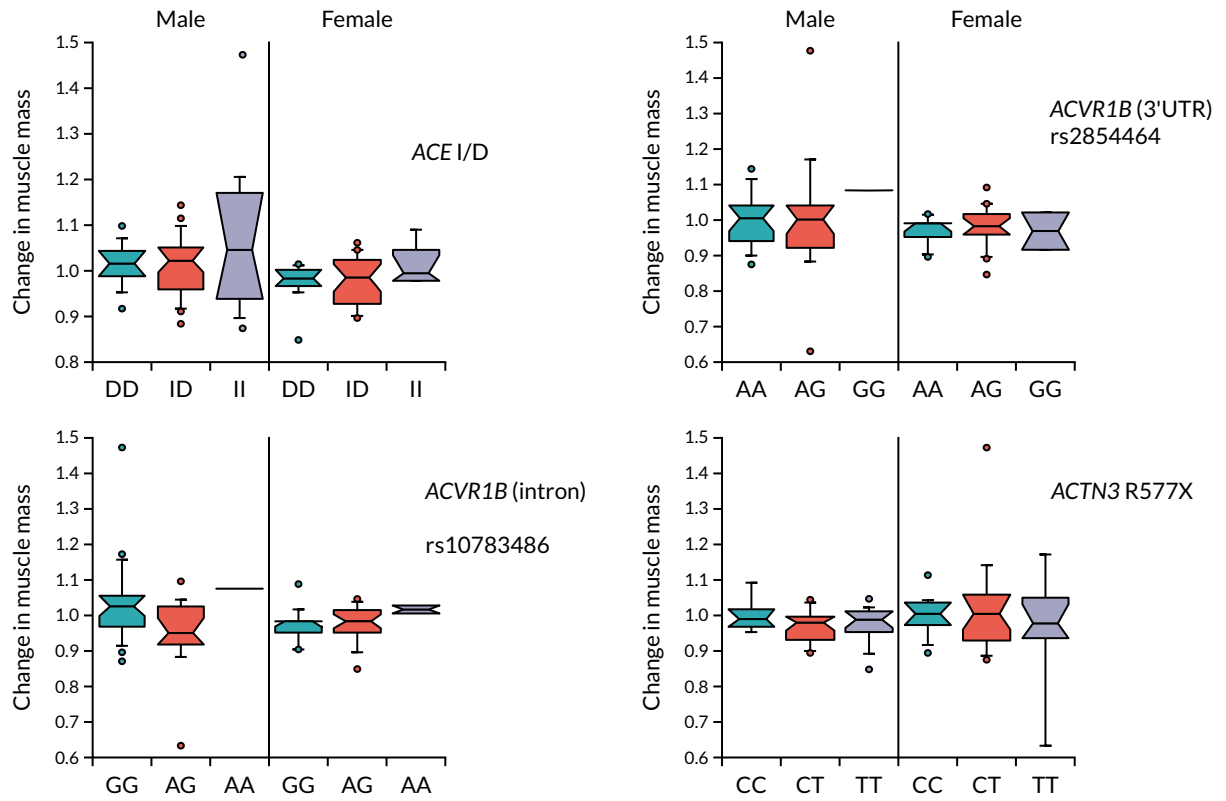 Male Female
1.5
1.4
1.3
1.2
1.1
1.0
0.9
0.8
Change in muscle mass
ACE I/D
DD ID II DD ID II
Male Female
1.5
1.4
1.3
1.2
1.1
1.0
0.9
0.8
0.7
0.6
Change in muscle mass
ACVR1B (3'UTR)
rs2854464
AA AG GG AA AG GG
1.5
1.4
1.3
1.2
1.1
1.0
0.9
0.8
0.7
0.6
Change in muscle mass
ACVR1B (intron)
rs10783486
GG AG AA GG AG AA
1.5
1.4
1.3
1.2
1.1
1.0
0.9
0.8
0.7
0.6
Change in muscle mass
ACTN3 R577X
CC CT TT CC CT TT